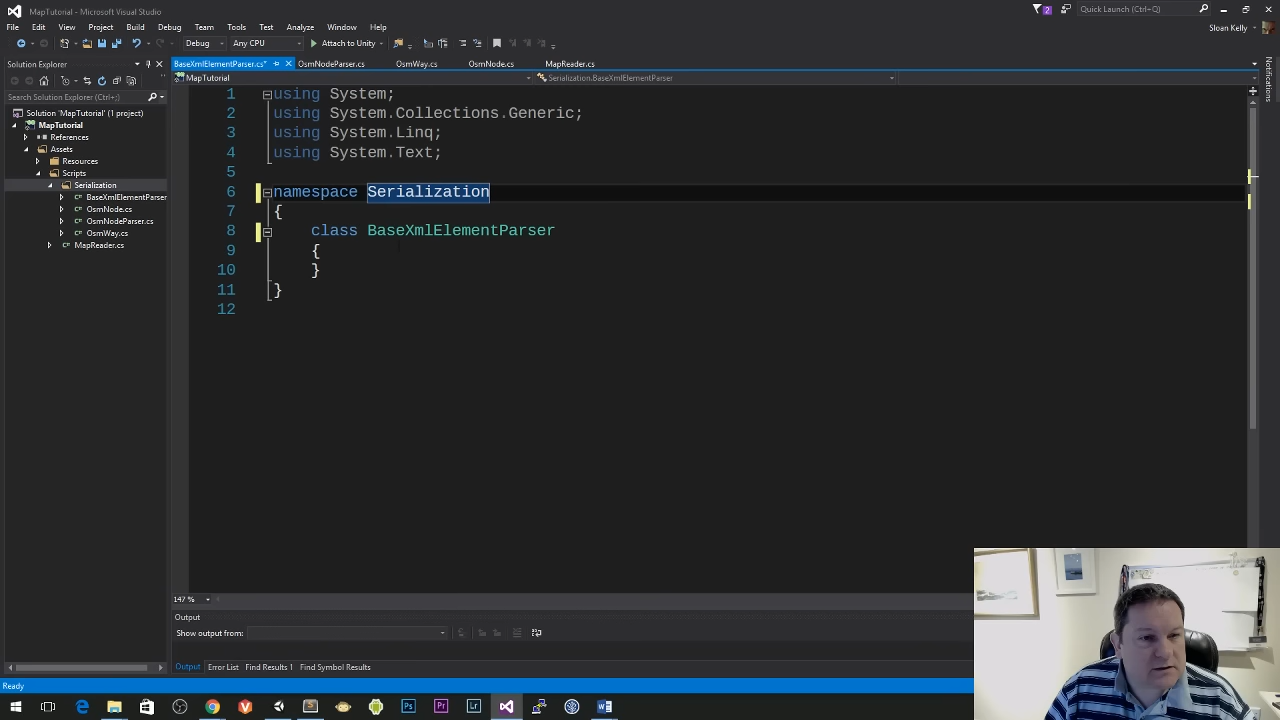 MapTutorial - Microsoft Visual Studio
2
Quick Launch (Ctrl+;)
File Edit View Project Build Debug Team Tools Test Analyze Window Help
Sloan Kelly
Debug Any CPU Attach to Unity
Solution Explorer
BaseXmlElementParser.cs* OsmNodeParser.cs OsmWay.cs OsmNode.cs MapReader.cs
MapTutorial Serialization.BaseXmlElementParser
Search Solution Explorer (Ctrl+;)
Solution 'MapTutorial' (1 project)
MapTutorial
References
Assets
Resources
Scripts
Serialization
BaseXmlElementParser
OsmNode.cs
OsmNodeParser.cs
OsmWay.cs
MapReader.cs
1 using System;
2 using System.Collections.Generic;
3 using System.Linq;
4 using System.Text;
5
6 namespace Serialization
7 {
8 class BaseXmlElementParser
9 {
10 }
11 }
12
Notifications
147 %
Output
Show output from:
Output Error List Find Results 1 Find Symbol Results
Ready
Ps Pr Lr